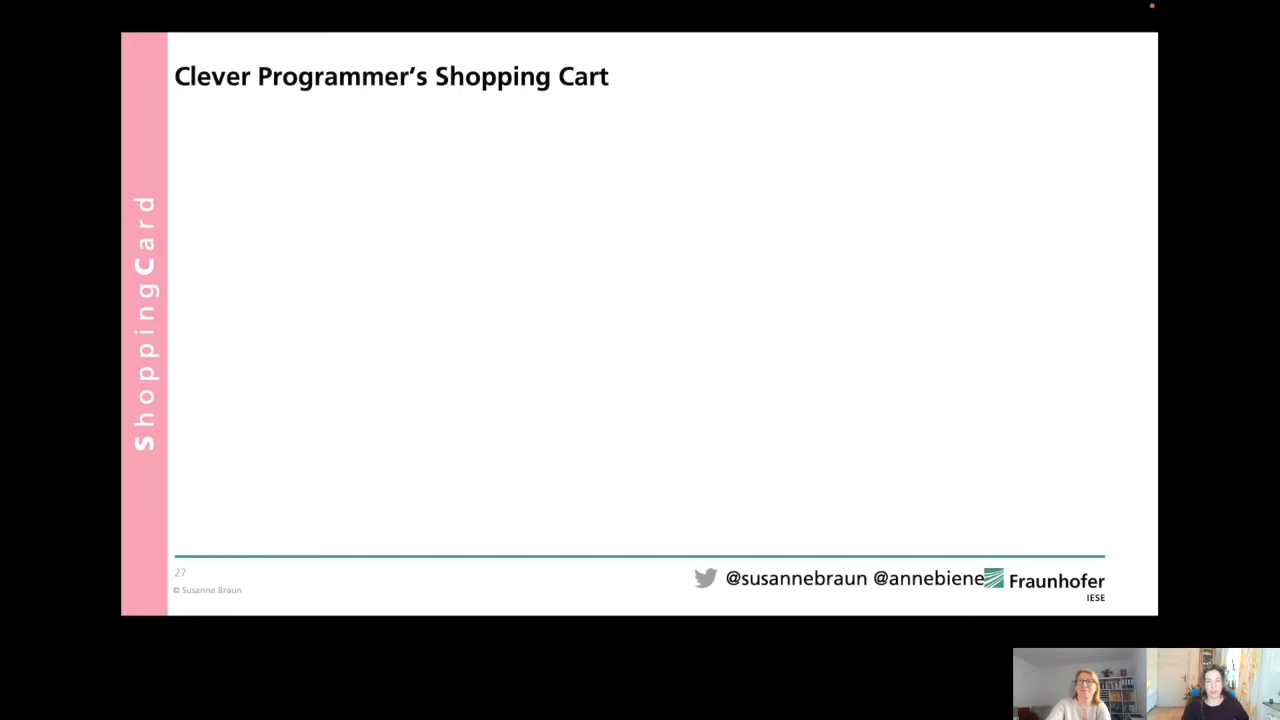 Clever Programmer's Shopping Cart
ShoppingCard
27
© Susanne Braun
@susannebraun @annebiene
Fraunhofer
IESE